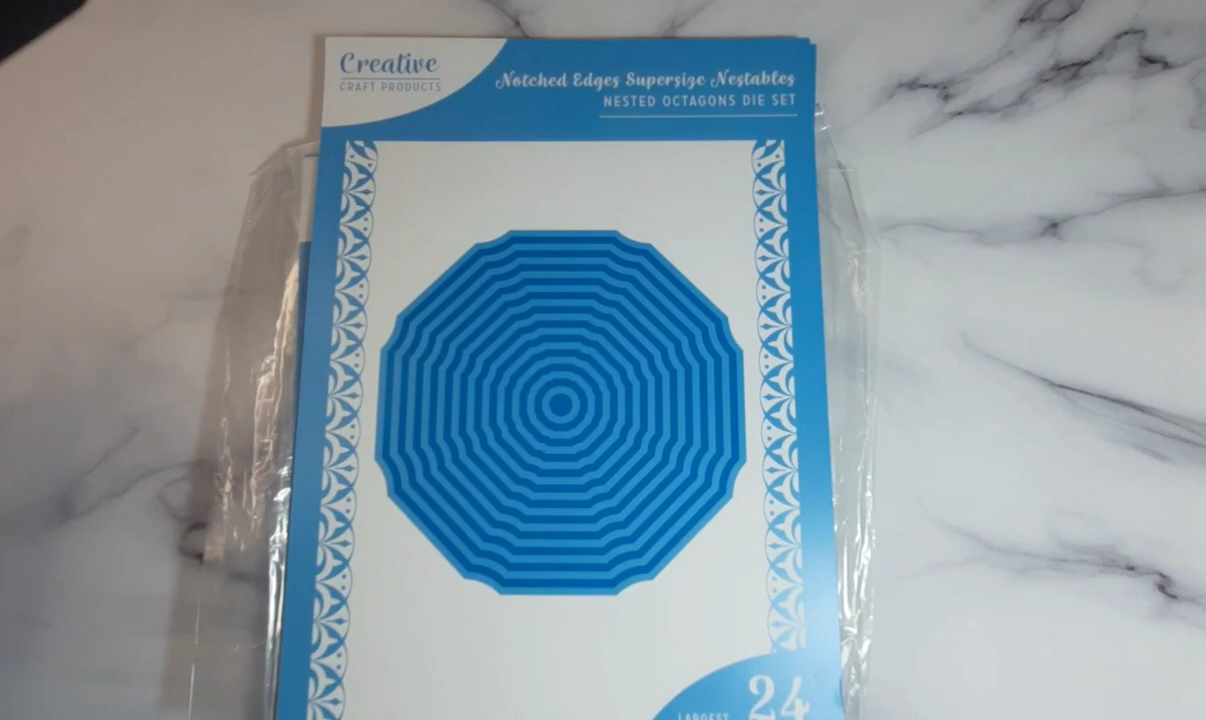 Creative
CRAFT PRODUCTS
Notched Edges Supersize Nestables
NESTED OCTAGONS DIE SET
24
LARGEST